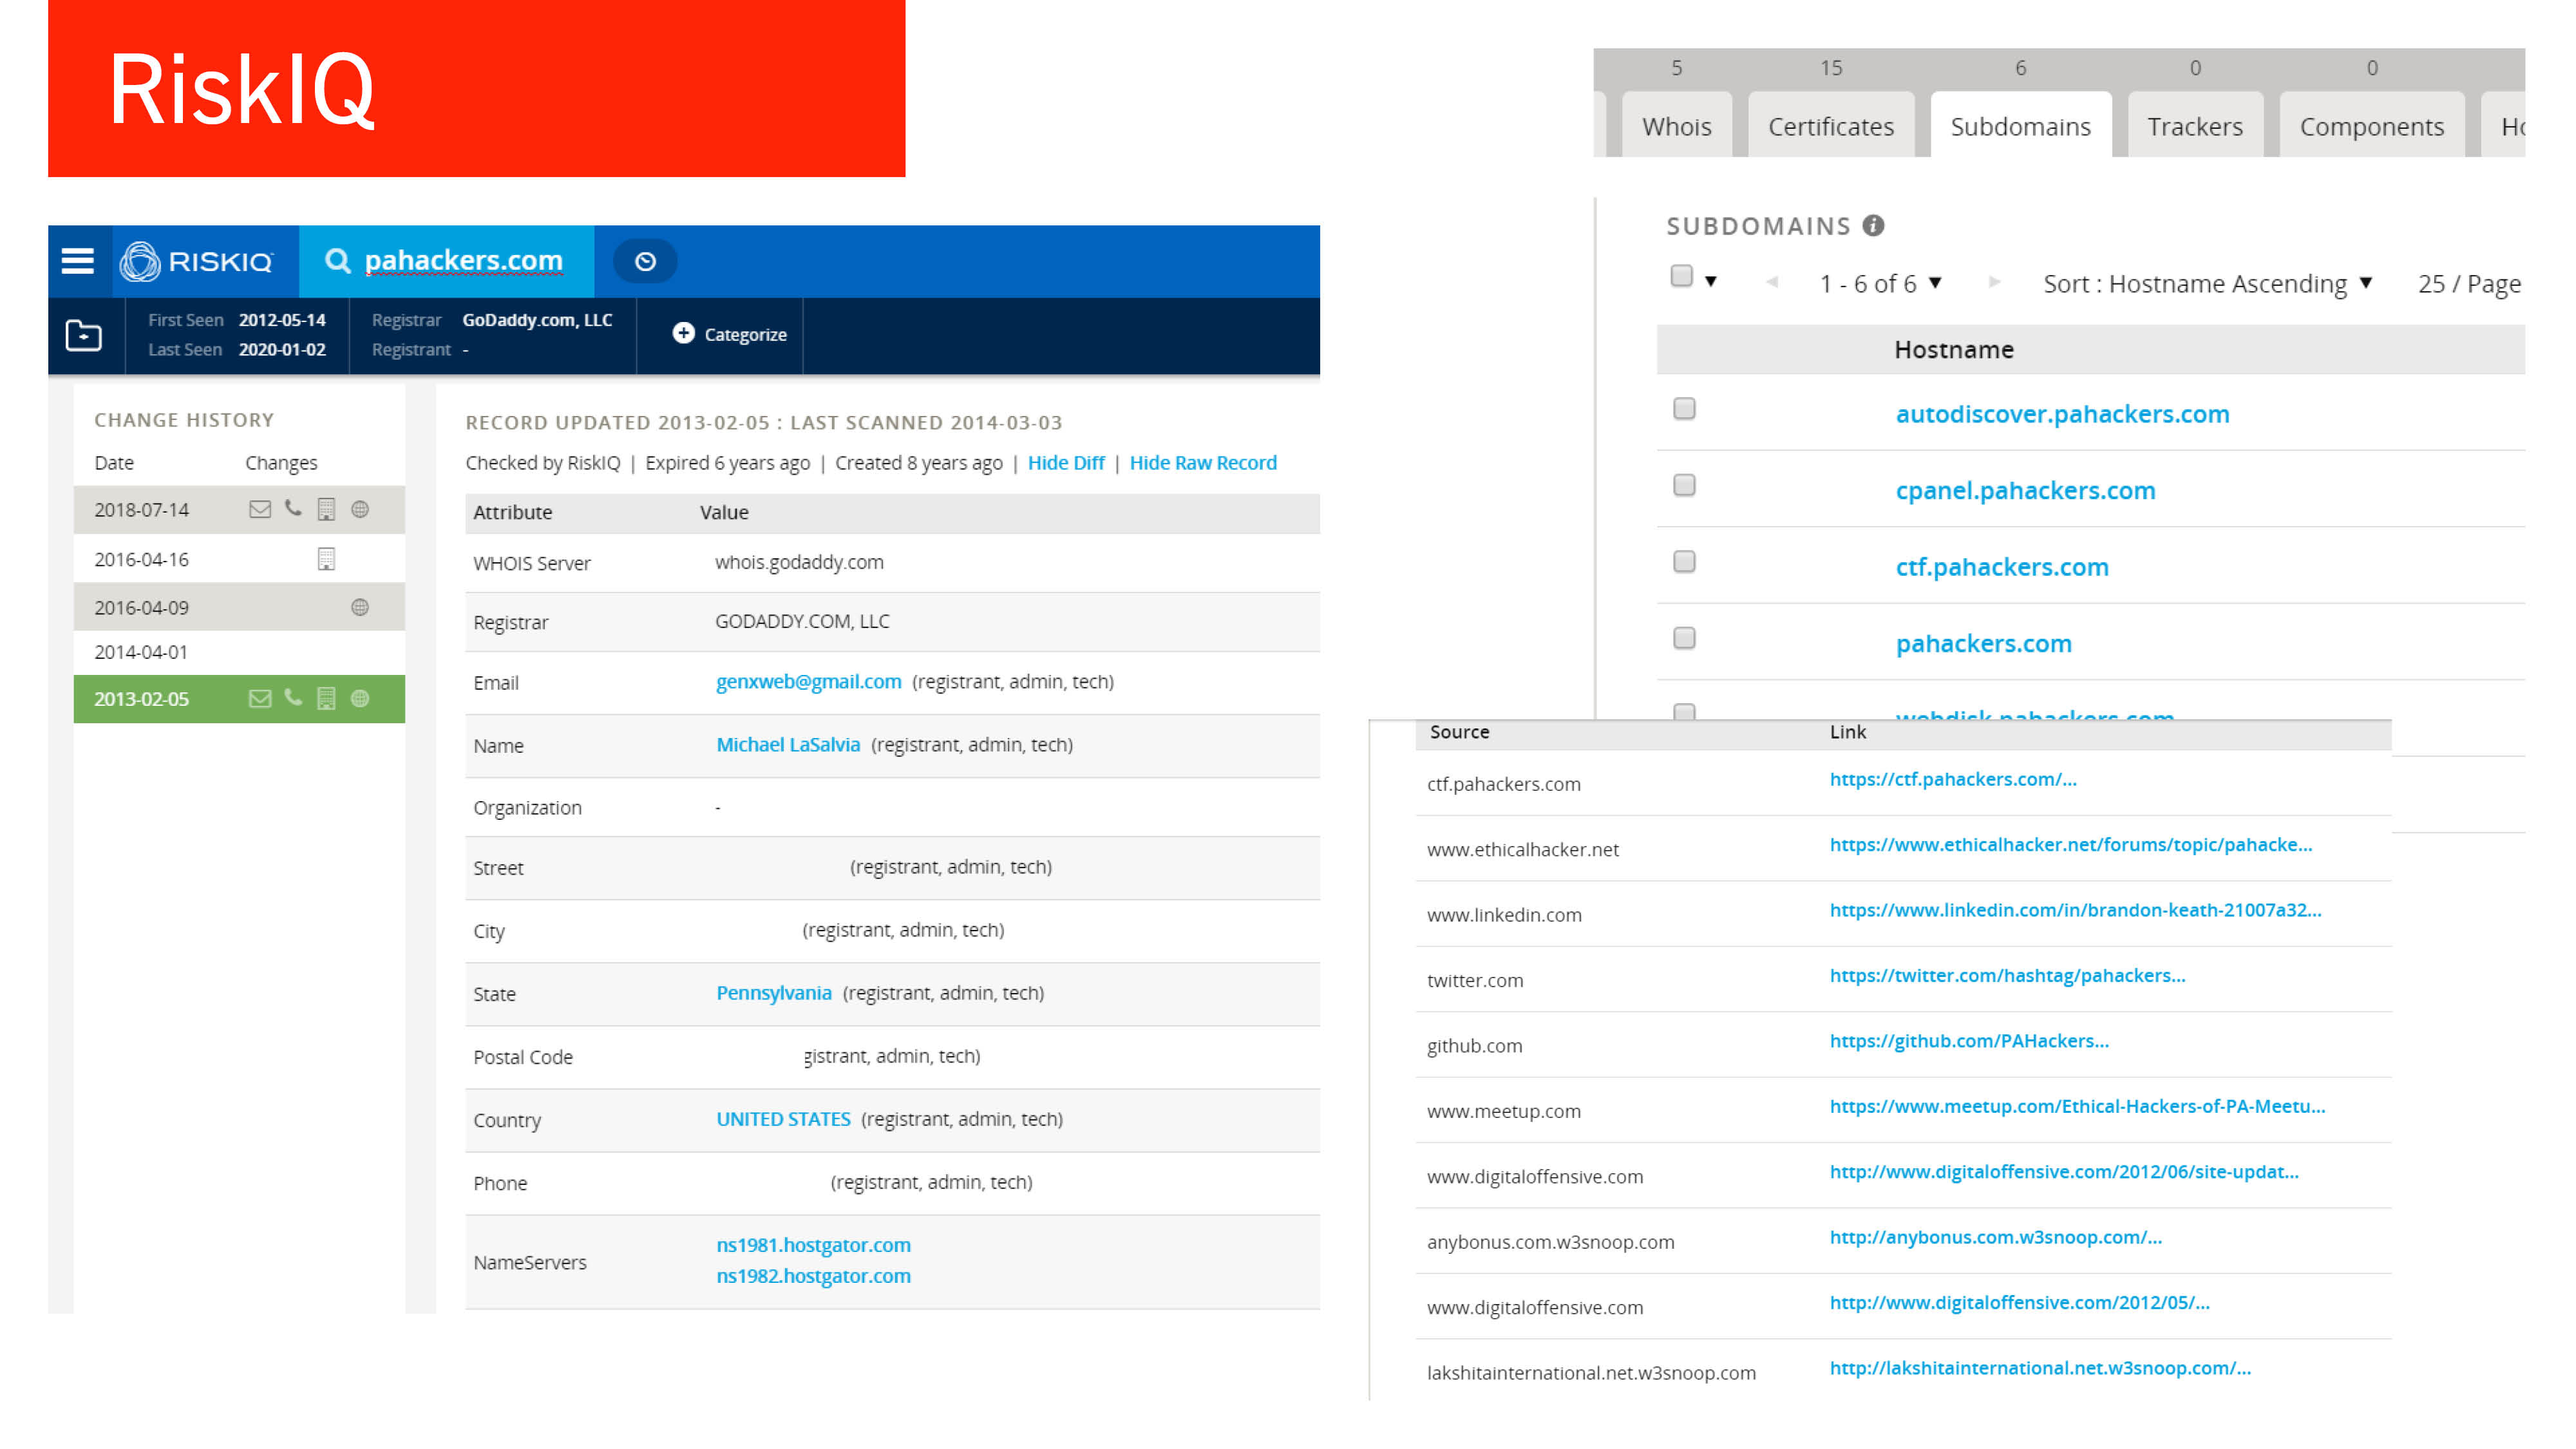 RiskIQ
RISKIQ
pahackers.com
First Seen 2012-05-14
Last Seen 2020-01-02
Registrar GoDaddy.com, LLC
Registrant -
Categorize
CHANGE HISTORY
Date Changes
2018-07-14
2016-04-16
2016-04-09
2014-04-01
2013-02-05
RECORD UPDATED 2013-02-05 : LAST SCANNED 2014-03-03
Checked by RiskIQ | Expired 6 years ago | Created 8 years ago | Hide Diff | Hide Raw Record
Attribute Value
WHOIS Server whois.godaddy.com
Registrar GODADDY.COM, LLC
Email genxweb@gmail.com (registrant, admin, tech)
Name Michael LaSalvia (registrant, admin, tech)
Organization -
Street (registrant, admin, tech)
City (registrant, admin, tech)
State Pennsylvania (registrant, admin, tech)
Postal Code gistrant, admin, tech)
Country UNITED STATES (registrant, admin, tech)
Phone (registrant, admin, tech)
NameServers ns1981.hostgator.com
ns1982.hostgator.com
5 15 6 0 0
Whois Certificates Subdomains Trackers Components Ho
SUBDOMAINS
1 - 6 of 6 Sort : Hostname Ascending 25 / Page
Hostname
autodiscover.pahackers.com
cpanel.pahackers.com
ctf.pahackers.com
pahackers.com
webdisk.pahackers.com
Source Link
ctf.pahackers.com https://ctf.pahackers.com/...
www.ethicalhacker.net https://www.ethicalhacker.net/forums/topic/pahacke...
www.linkedin.com https://www.linkedin.com/in/brandon-keath-21007a32...
twitter.com https://twitter.com/hashtag/pahackers...
github.com https://github.com/PAHackers...
www.meetup.com https://www.meetup.com/Ethical-Hackers-of-PA-Meetu...
www.digitaloffensive.com http://www.digitaloffensive.com/2012/06/site-updat...
anybonus.com.w3snoop.com http://anybonus.com.w3snoop.com/...
www.digitaloffensive.com http://www.digitaloffensive.com/2012/05/...
lakshitainternational.net.w3snoop.com http://lakshitainternational.net.w3snoop.com/...